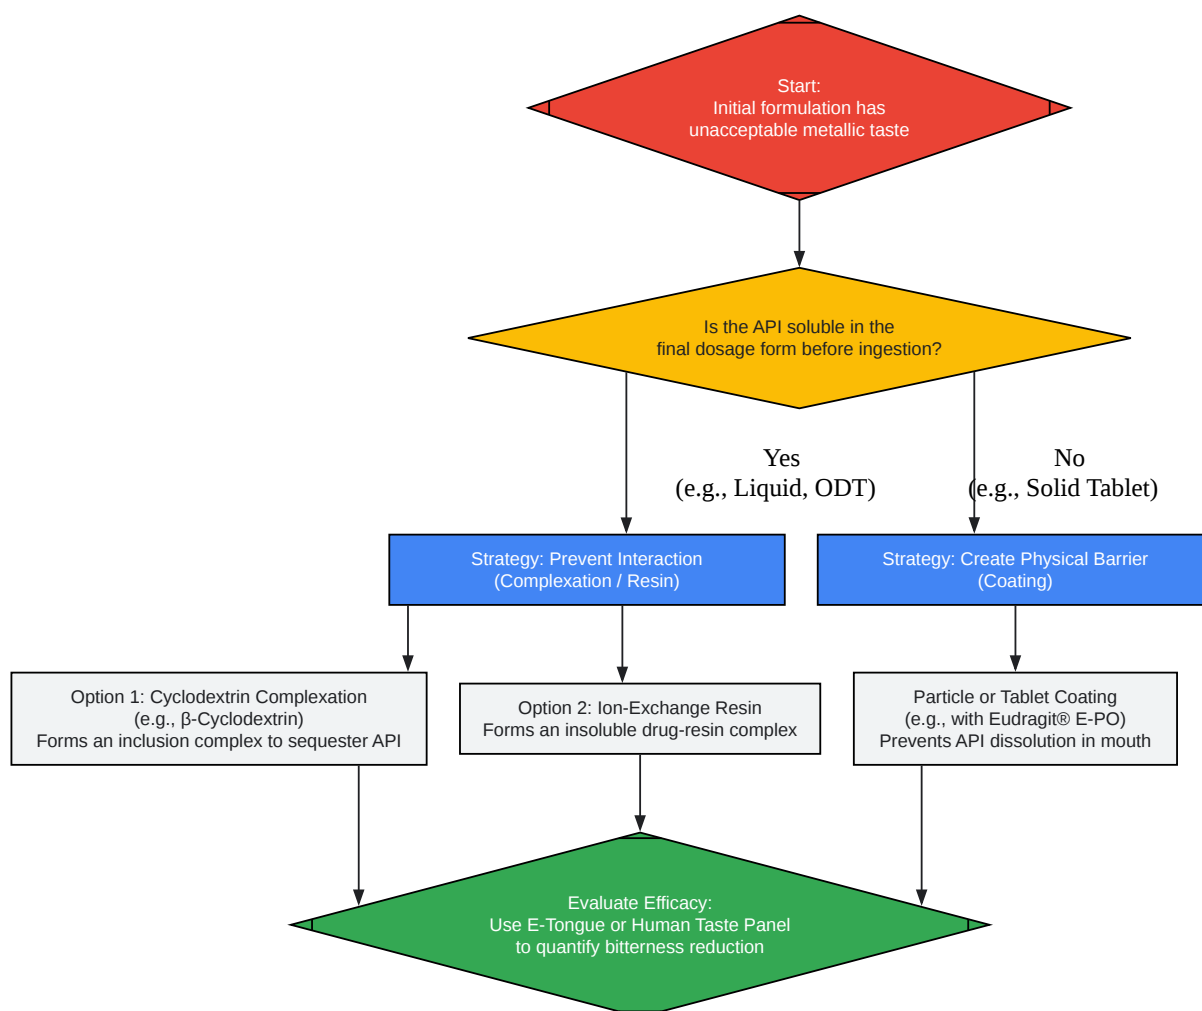 Start:
Initial formulation has
unacceptable metallic taste
Is the API soluble in the
final dosage form before ingestion?
Yes
(e.g., Liquid, ODT)
No
(e.g., Solid Tablet)
Strategy: Prevent Interaction
(Complexation / Resin)
Strategy: Create Physical Barrier
(Coating)
Option 1: Cyclodextrin Complexation
(e.g., β-Cyclodextrin)
Forms an inclusion complex to sequester API
Option 2: Ion-Exchange Resin
Forms an insoluble drug-resin complex
Particle or Tablet Coating
(e.g., with Eudragit® E-PO)
Prevents API dissolution in mouth
Evaluate Efficacy:
Use E-Tongue or Human Taste Panel
to quantify bitterness reduction